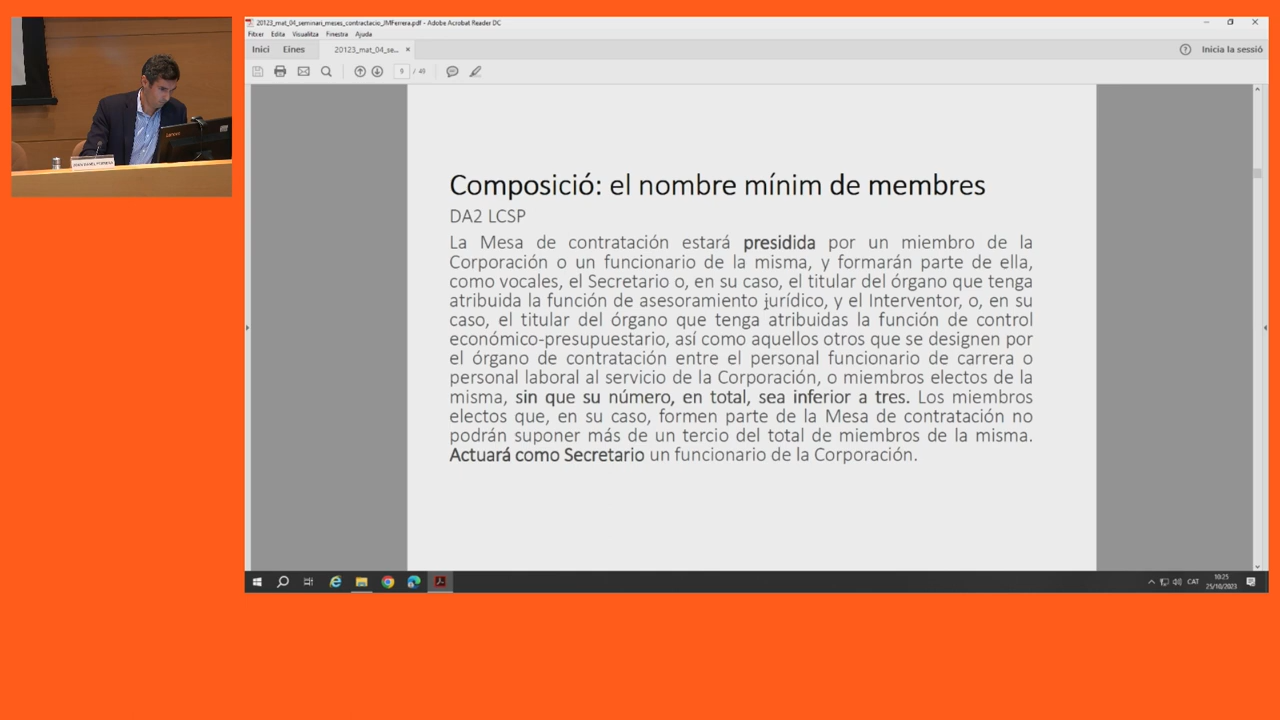 20123_mat_04_seminari_meses_contractacio_JMFerrera.pdf - Adobe Acrobat Reader DC
Fitxer Edita Visualitza Finestra Ajuda
Inici Eines 20123_mat_04_se... × Inicia la sessió
9 / 48
Composició: el nombre mínim de membres
DA2 LCSP
La Mesa de contratación estará presidida por un miembro de la
Corporación o un funcionario de la misma, y formarán parte de ella,
como vocales, el Secretario o, en su caso, el titular del órgano que tenga
atribuida la función de asesoramiento jurídico, y el Interventor, o, en su
caso, el titular del órgano que tenga atribuidas la función de control
económico-presupuestario, así como aquellos otros que se designen por
el órgano de contratación entre el personal funcionario de carrera o
personal laboral al servicio de la Corporación, o miembros electos de la
misma, sin que su número, en total, sea inferior a tres. Los miembros
electos que, en su caso, formen parte de la Mesa de contratación no
podrán suponer más de un tercio del total de miembros de la misma.
Actuará como Secretario un funcionario de la Corporación.
CAT
10:25
25/10/2023